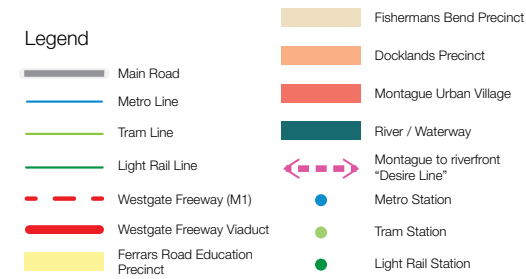 Legend
Main Road
Metro Line
Tram Line
Light Rail Line
Westgate Freeway (M1)
Westgate Freeway Viaduct
Ferrars Road Education
Precinct
Fishermans Bend Precinct
Docklands Precinct
Montague Urban Village
River / Waterway
Montague to riverfront
“Desire Line”
Metro Station
Tram Station
Light Rail Station